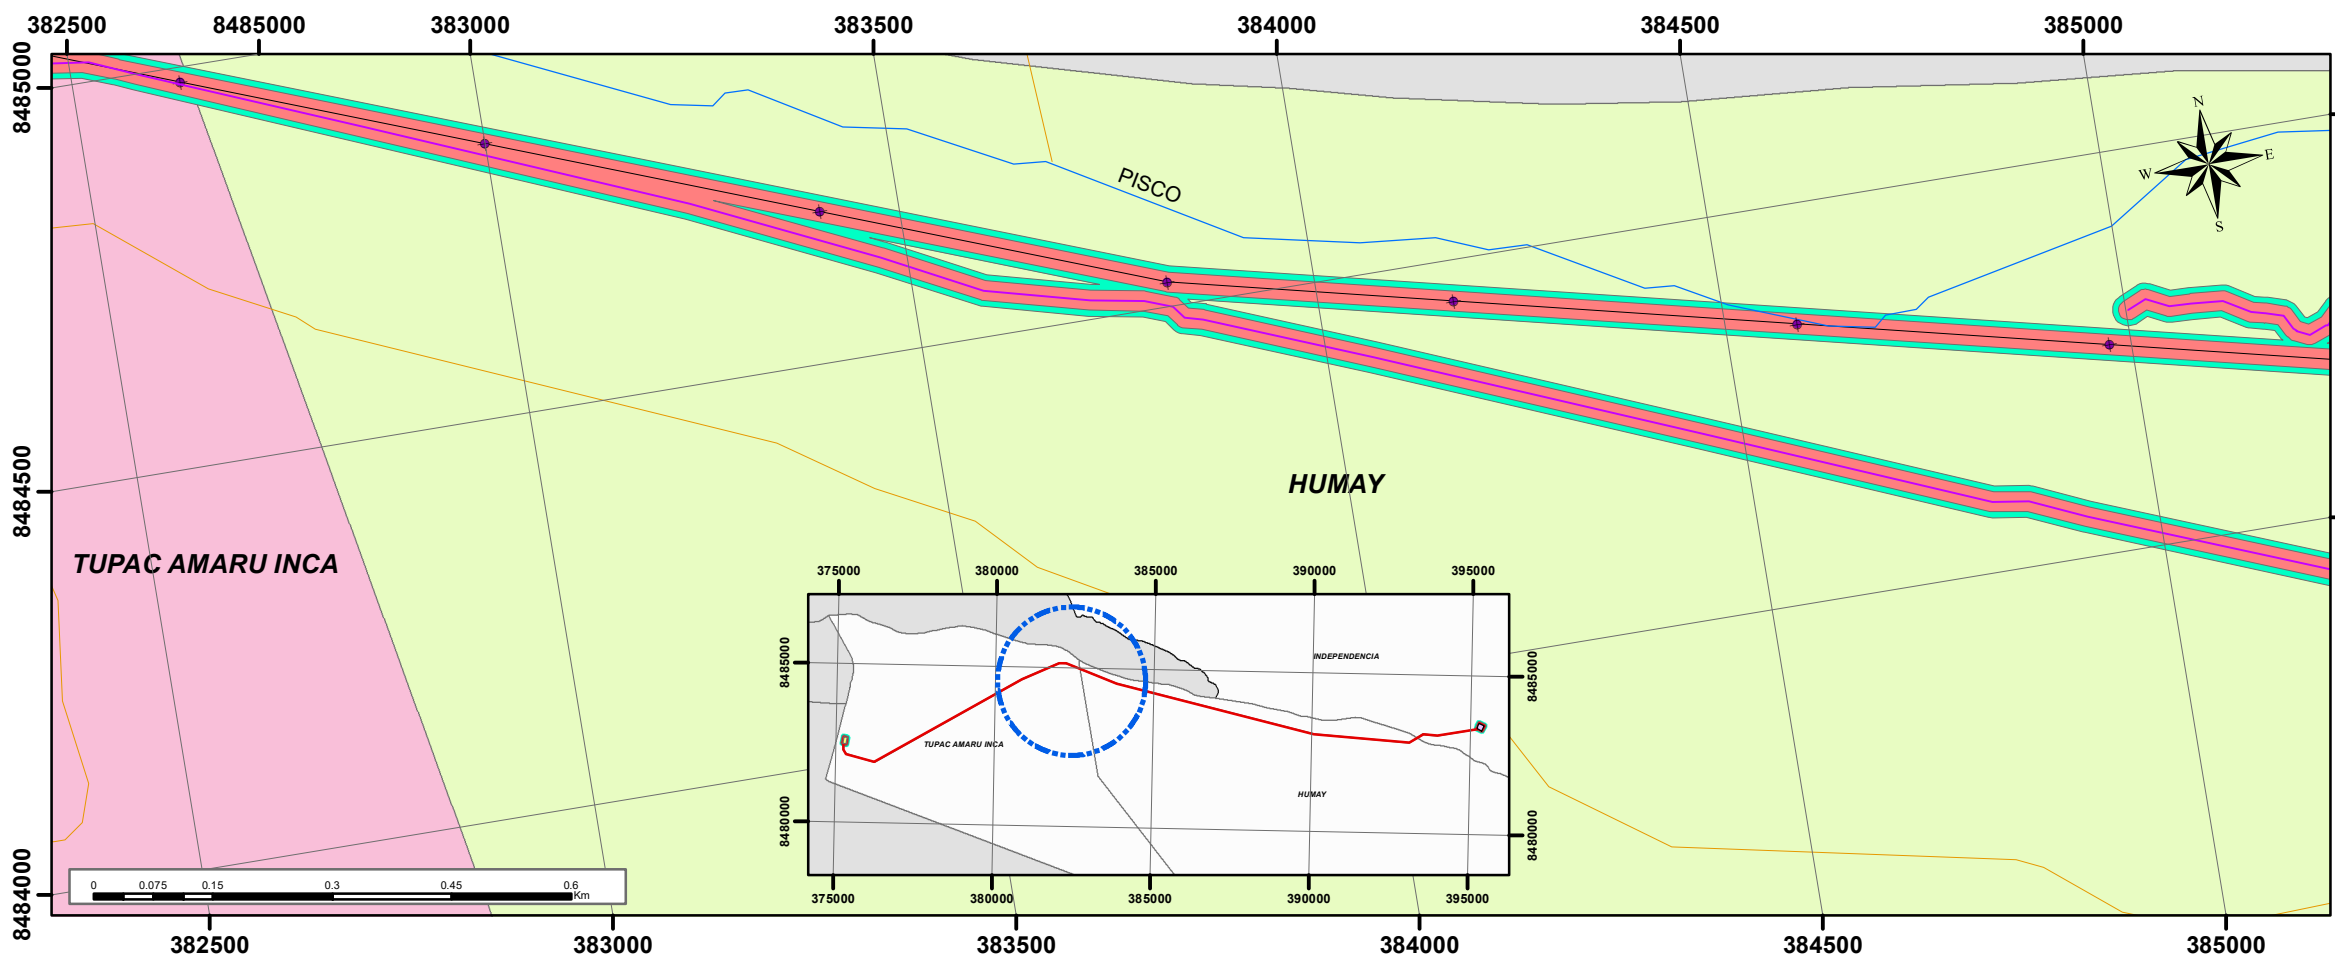 382500 8485000 383000 383500 384000 384500 385000
8485000
N
E
W
S
PISCO
8484500
HUMAY
TUPAC AMARU INCA
375000 380000 385000 390000 395000
8485000
INDEPENDENCIA
8485000
TUPAC AMARU INCA
HUMAY
8480000
8480000
375000 380000 385000 390000 395000
0 0.075 0.15 0.3 0.45 0.6
Km
8484000
382500 383000 383500 384000 384500 385000